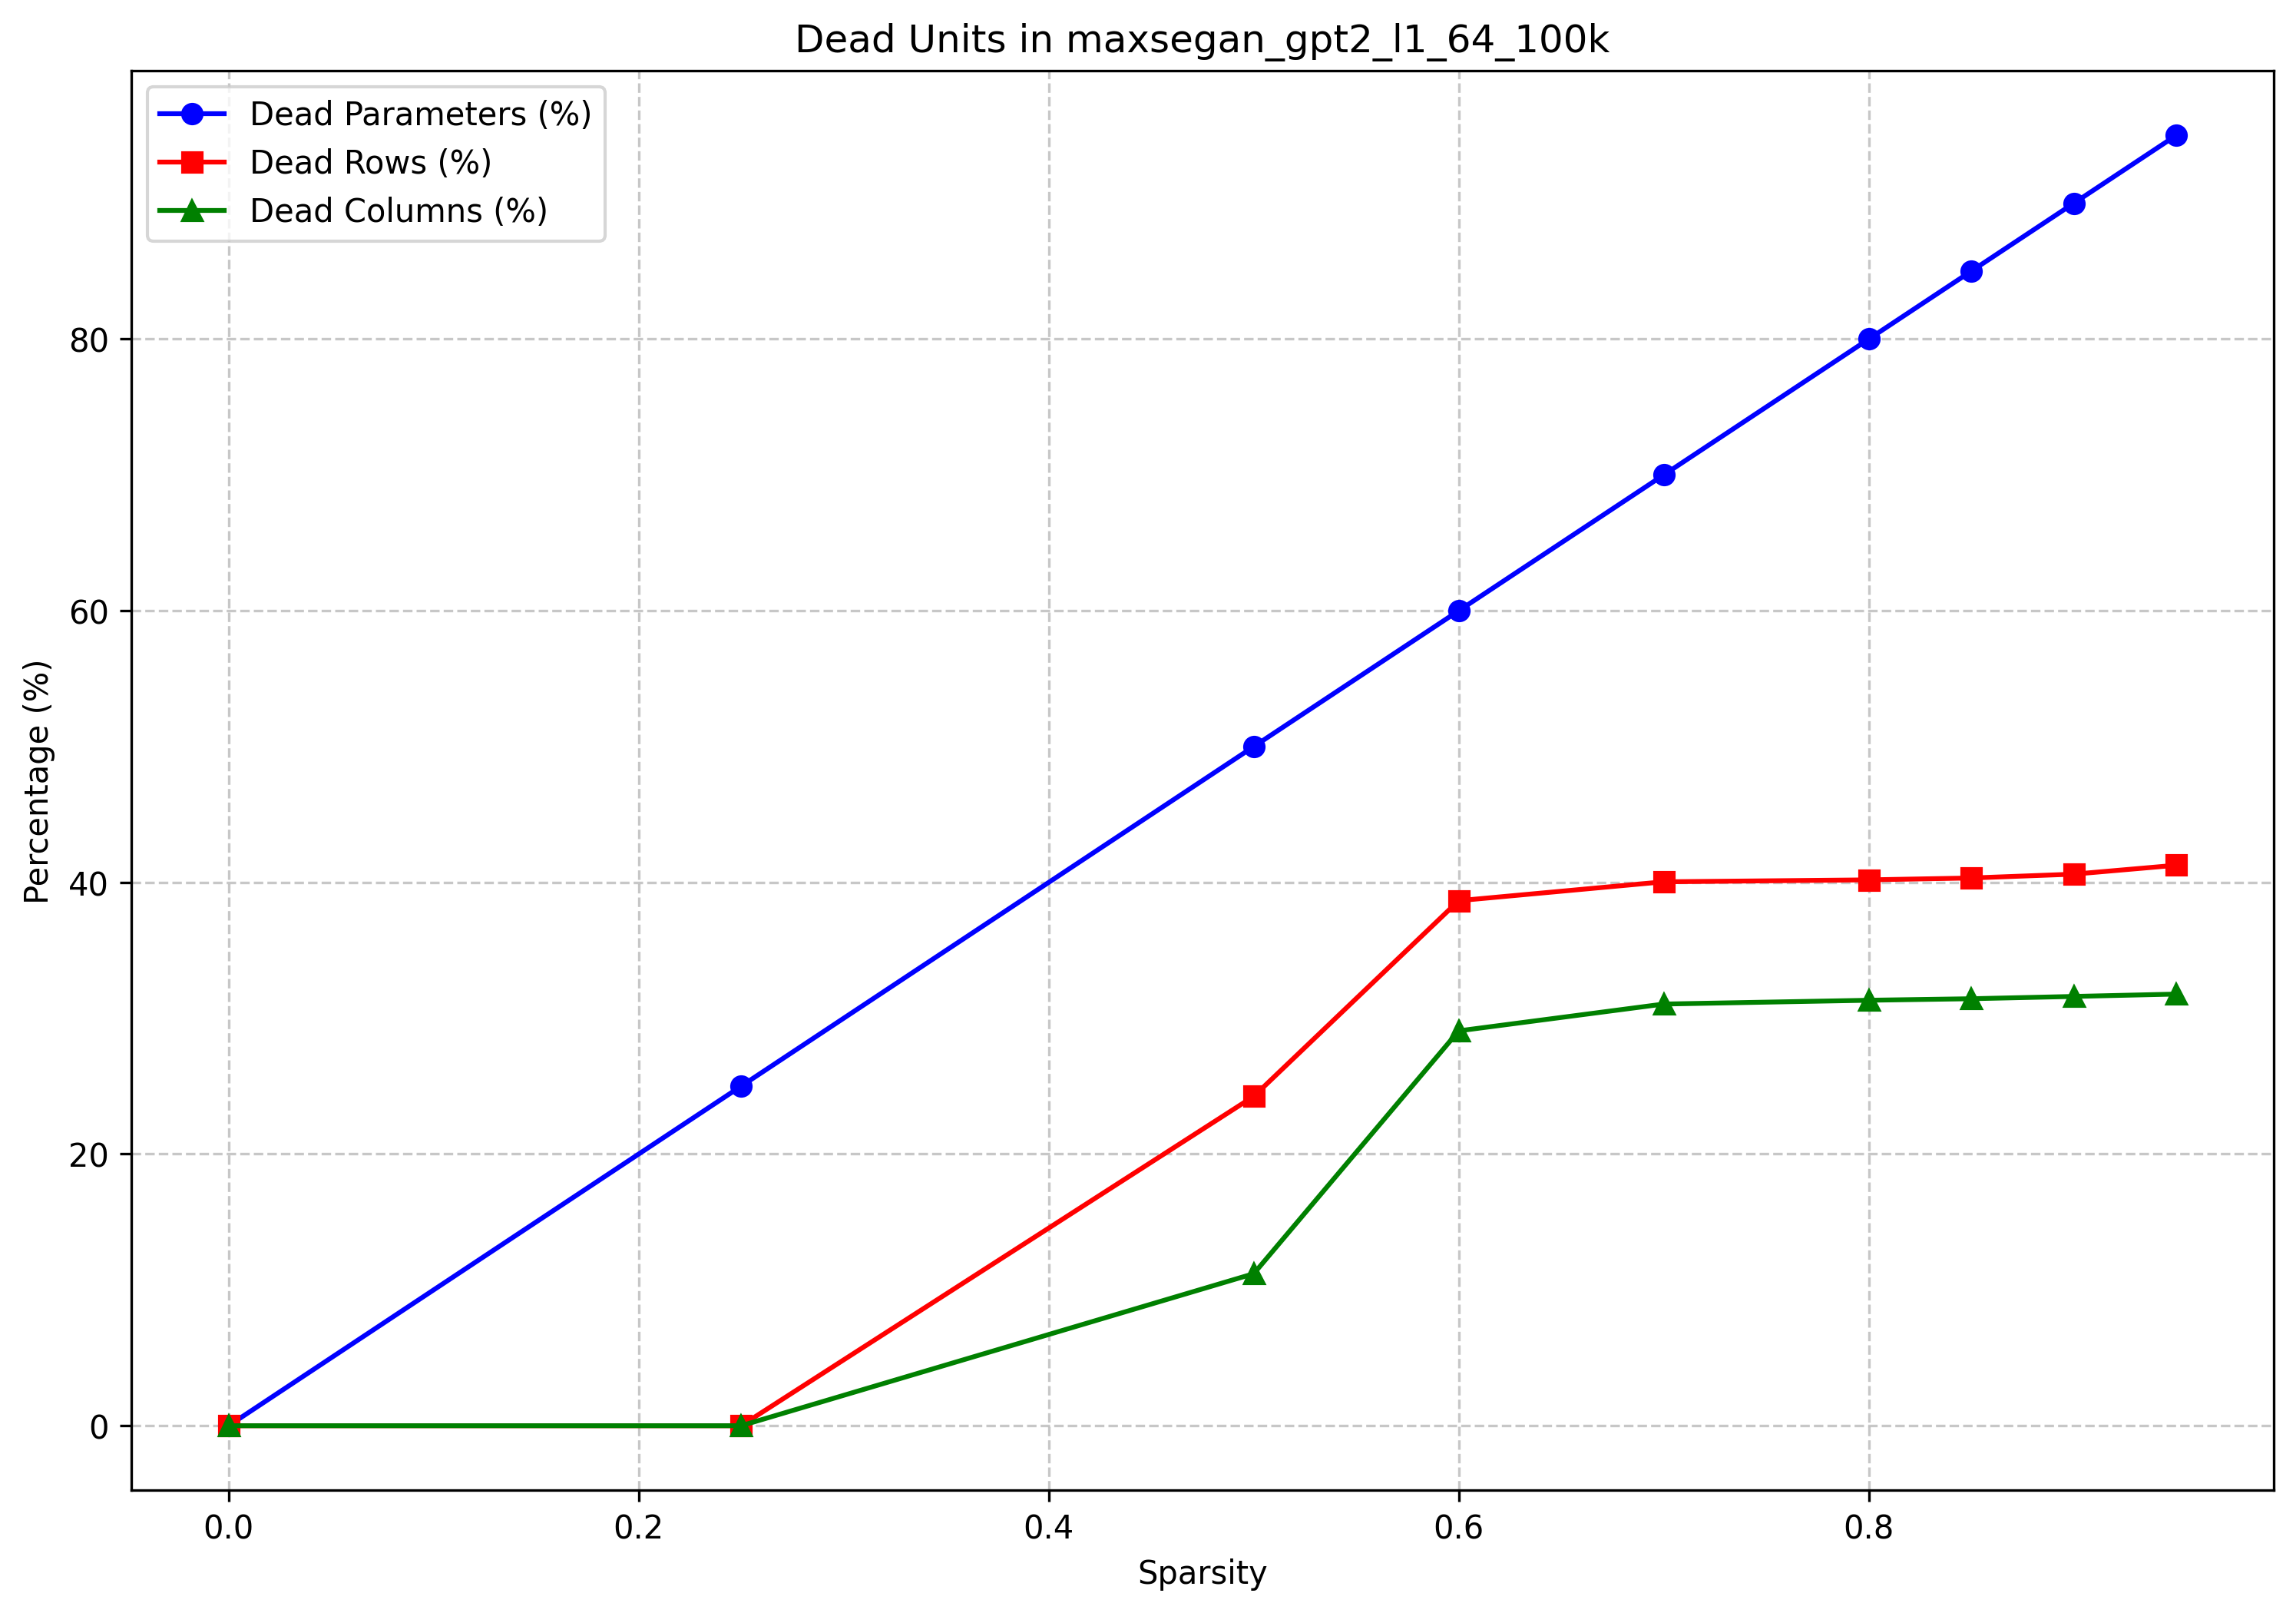 Dead Units in maxsegan_gpt2_l1_64_100k
Dead Parameters (%)
Dead Rows (%)
Dead Columns (%)
Percentage (%)
80
60
40
20
0
0.0 0.2 0.4 0.6 0.8
Sparsity